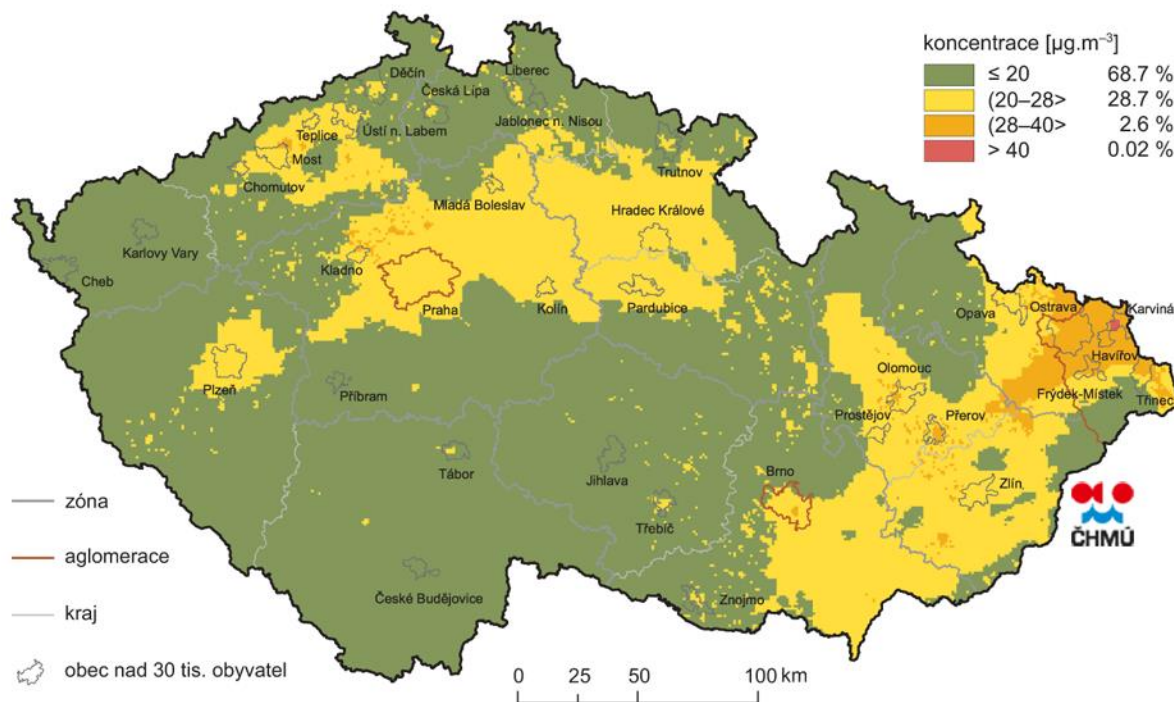 koncentrace [µg.m⁻³]
≤ 20 68.7 %
(20–28> 28.7 %
(28–40> 2.6 %
> 40 0.02 %
Děčín
Liberec
Česká Lípa
Teplice
Ústí n. Labem
Jablonec n. Nisou
Most
Chomutov
Trutnov
Mladá Boleslav
Hradec Králové
Karlovy Vary
Kladno
Cheb
Praha
Kolín
Pardubice
Opava
Ostrava
Karviná
Havířov
Plzeň
Olomouc
Příbram
Frýdek-Místek
Třinec
Prostějov
Přerov
Tábor
Jihlava
Brno
Zlín
zóna
Třebíč
ČHMÚ
aglomerace
České Budějovice
Znojmo
kraj
obec nad 30 tis. obyvatel
0 25 50 100 km